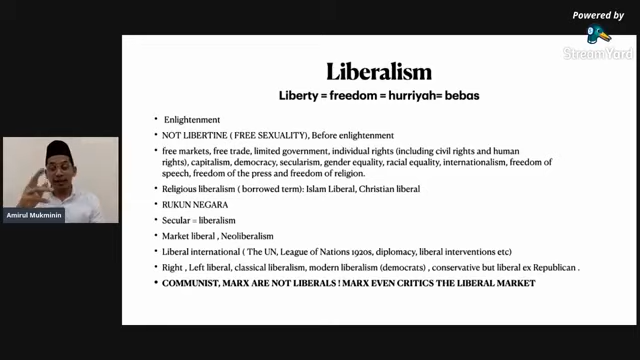 Powered by
StreamYard
Liberalism
Liberty = freedom = hurriyah= bebas
• Enlightenment
• NOT LIBERTINE ( FREE SEXUALITY), Before enlightenment
• free markets, free trade, limited government, individual rights (including civil rights and human
rights), capitalism, democracy, secularism, gender equality, racial equality, internationalism, freedom of
speech, freedom of the press and freedom of religion.
• Religious liberalism ( borrowed term): Islam Liberal, Christian liberal
• RUKUN NEGARA
• Secular = liberalism
• Market liberal , Neoliberalism
• Liberal international ( The UN, League of Nations 1920s, diplomacy, liberal interventions etc)
• Right , Left liberal, classical liberalism, modern liberalism (democrats) , conservative but liberal ex Republican .
• COMMUNIST, MARX ARE NOT LIBERALS ! MARX EVEN CRITICS THE LIBERAL MARKET
Amirul Mukminin